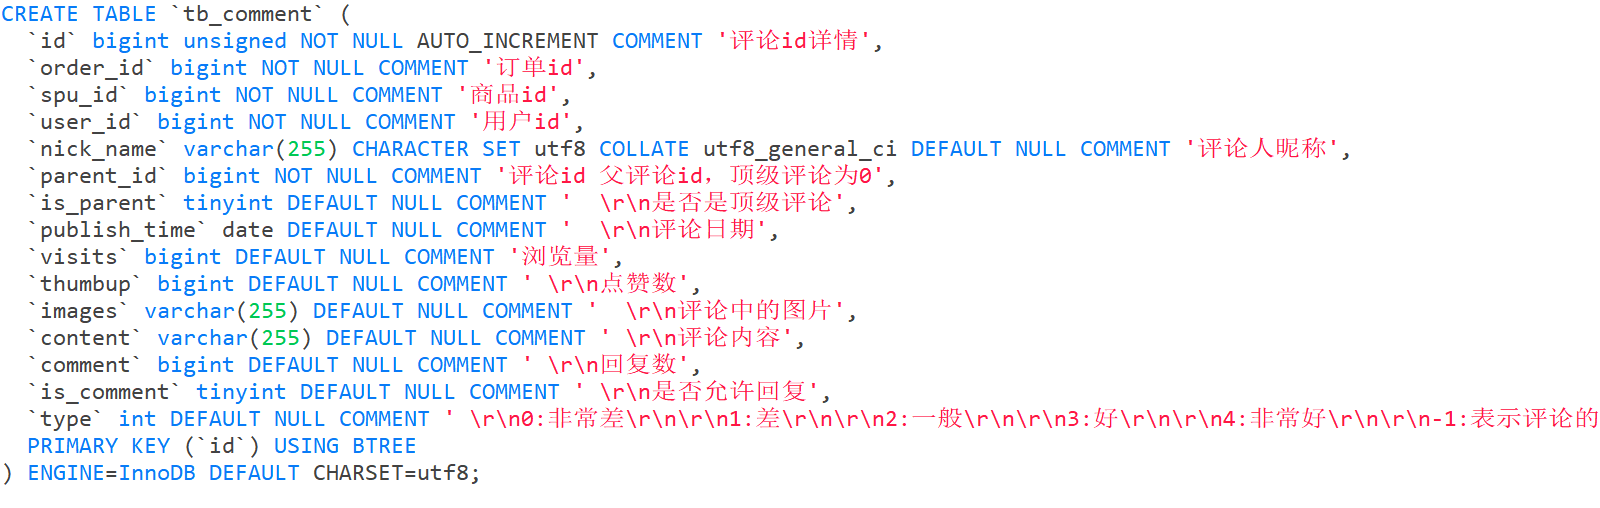 CREATE TABLE `tb_comment` (
  `id` bigint unsigned NOT NULL AUTO_INCREMENT COMMENT '评论id详情',
  `order_id` bigint NOT NULL COMMENT '订单id',
  `spu_id` bigint NOT NULL COMMENT '商品id',
  `user_id` bigint NOT NULL COMMENT '用户id',
  `nick_name` varchar(255) CHARACTER SET utf8 COLLATE utf8_general_ci DEFAULT NULL COMMENT '评论人昵称',
  `parent_id` bigint NOT NULL COMMENT '评论id 父评论id，顶级评论为0',
  `is_parent` tinyint DEFAULT NULL COMMENT '  \r\n是否是顶级评论',
  `publish_time` date DEFAULT NULL COMMENT '  \r\n评论日期',
  `visits` bigint DEFAULT NULL COMMENT '浏览量',
  `thumbup` bigint DEFAULT NULL COMMENT ' \r\n点赞数',
  `images` varchar(255) DEFAULT NULL COMMENT '  \r\n评论中的图片',
  `content` varchar(255) DEFAULT NULL COMMENT ' \r\n评论内容',
  `comment` bigint DEFAULT NULL COMMENT ' \r\n回复数',
  `is_comment` tinyint DEFAULT NULL COMMENT ' \r\n是否允许回复',
  `type` int DEFAULT NULL COMMENT ' \r\n0:非常差\r\n\r\n1:差\r\n\r\n2:一般\r\n\r\n3:好\r\n\r\n4:非常好\r\n\r\n-1:表示评论的
  PRIMARY KEY (`id`) USING BTREE
) ENGINE=InnoDB DEFAULT CHARSET=utf8;